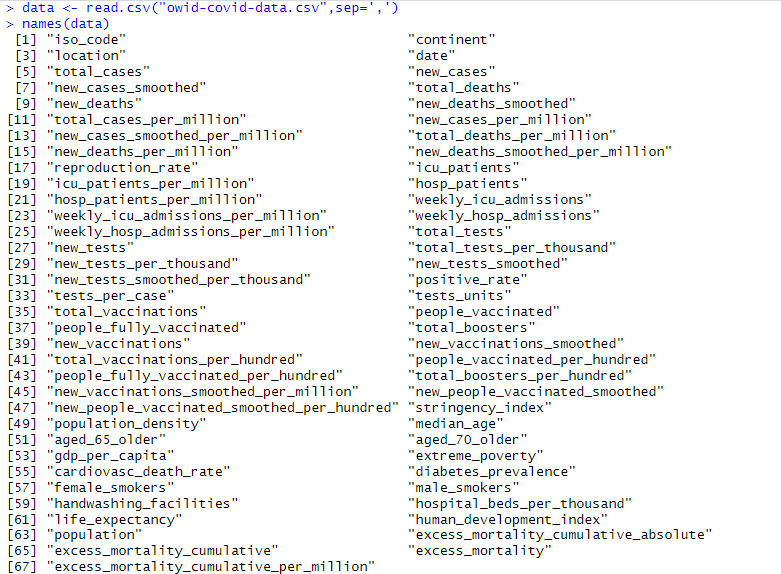 > data <- read.csv("owid-covid-data.csv",sep=',')
> names(data)
[1] "iso_code" "continent"
[3] "location" "date"
[5] "total_cases" "new_cases"
[7] "new_cases_smoothed" "total_deaths"
[9] "new_deaths" "new_deaths_smoothed"
[11] "total_cases_per_million" "new_cases_per_million"
[13] "new_cases_smoothed_per_million" "total_deaths_per_million"
[15] "new_deaths_per_million" "new_deaths_smoothed_per_million"
[17] "reproduction_rate" "icu_patients"
[19] "icu_patients_per_million" "hosp_patients"
[21] "hosp_patients_per_million" "weekly_icu_admissions"
[23] "weekly_icu_admissions_per_million" "weekly_hosp_admissions"
[25] "weekly_hosp_admissions_per_million" "total_tests"
[27] "new_tests" "total_tests_per_thousand"
[29] "new_tests_per_thousand" "new_tests_smoothed"
[31] "new_tests_smoothed_per_thousand" "positive_rate"
[33] "tests_per_case" "tests_units"
[35] "total_vaccinations" "people_vaccinated"
[37] "people_fully_vaccinated" "total_boosters"
[39] "new_vaccinations" "new_vaccinations_smoothed"
[41] "total_vaccinations_per_hundred" "people_vaccinated_per_hundred"
[43] "people_fully_vaccinated_per_hundred" "total_boosters_per_hundred"
[45] "new_vaccinations_smoothed_per_million" "new_people_vaccinated_smoothed"
[47] "new_people_vaccinated_smoothed_per_hundred" "stringency_index"
[49] "population_density" "median_age"
[51] "aged_65_older" "aged_70_older"
[53] "gdp_per_capita" "extreme_poverty"
[55] "cardiovasc_death_rate" "diabetes_prevalence"
[57] "female_smokers" "male_smokers"
[59] "handwashing_facilities" "hospital_beds_per_thousand"
[61] "life_expectancy" "human_development_index"
[63] "population" "excess_mortality_cumulative_absolute"
[65] "excess_mortality_cumulative" "excess_mortality"
[67] "excess_mortality_cumulative_per_million"